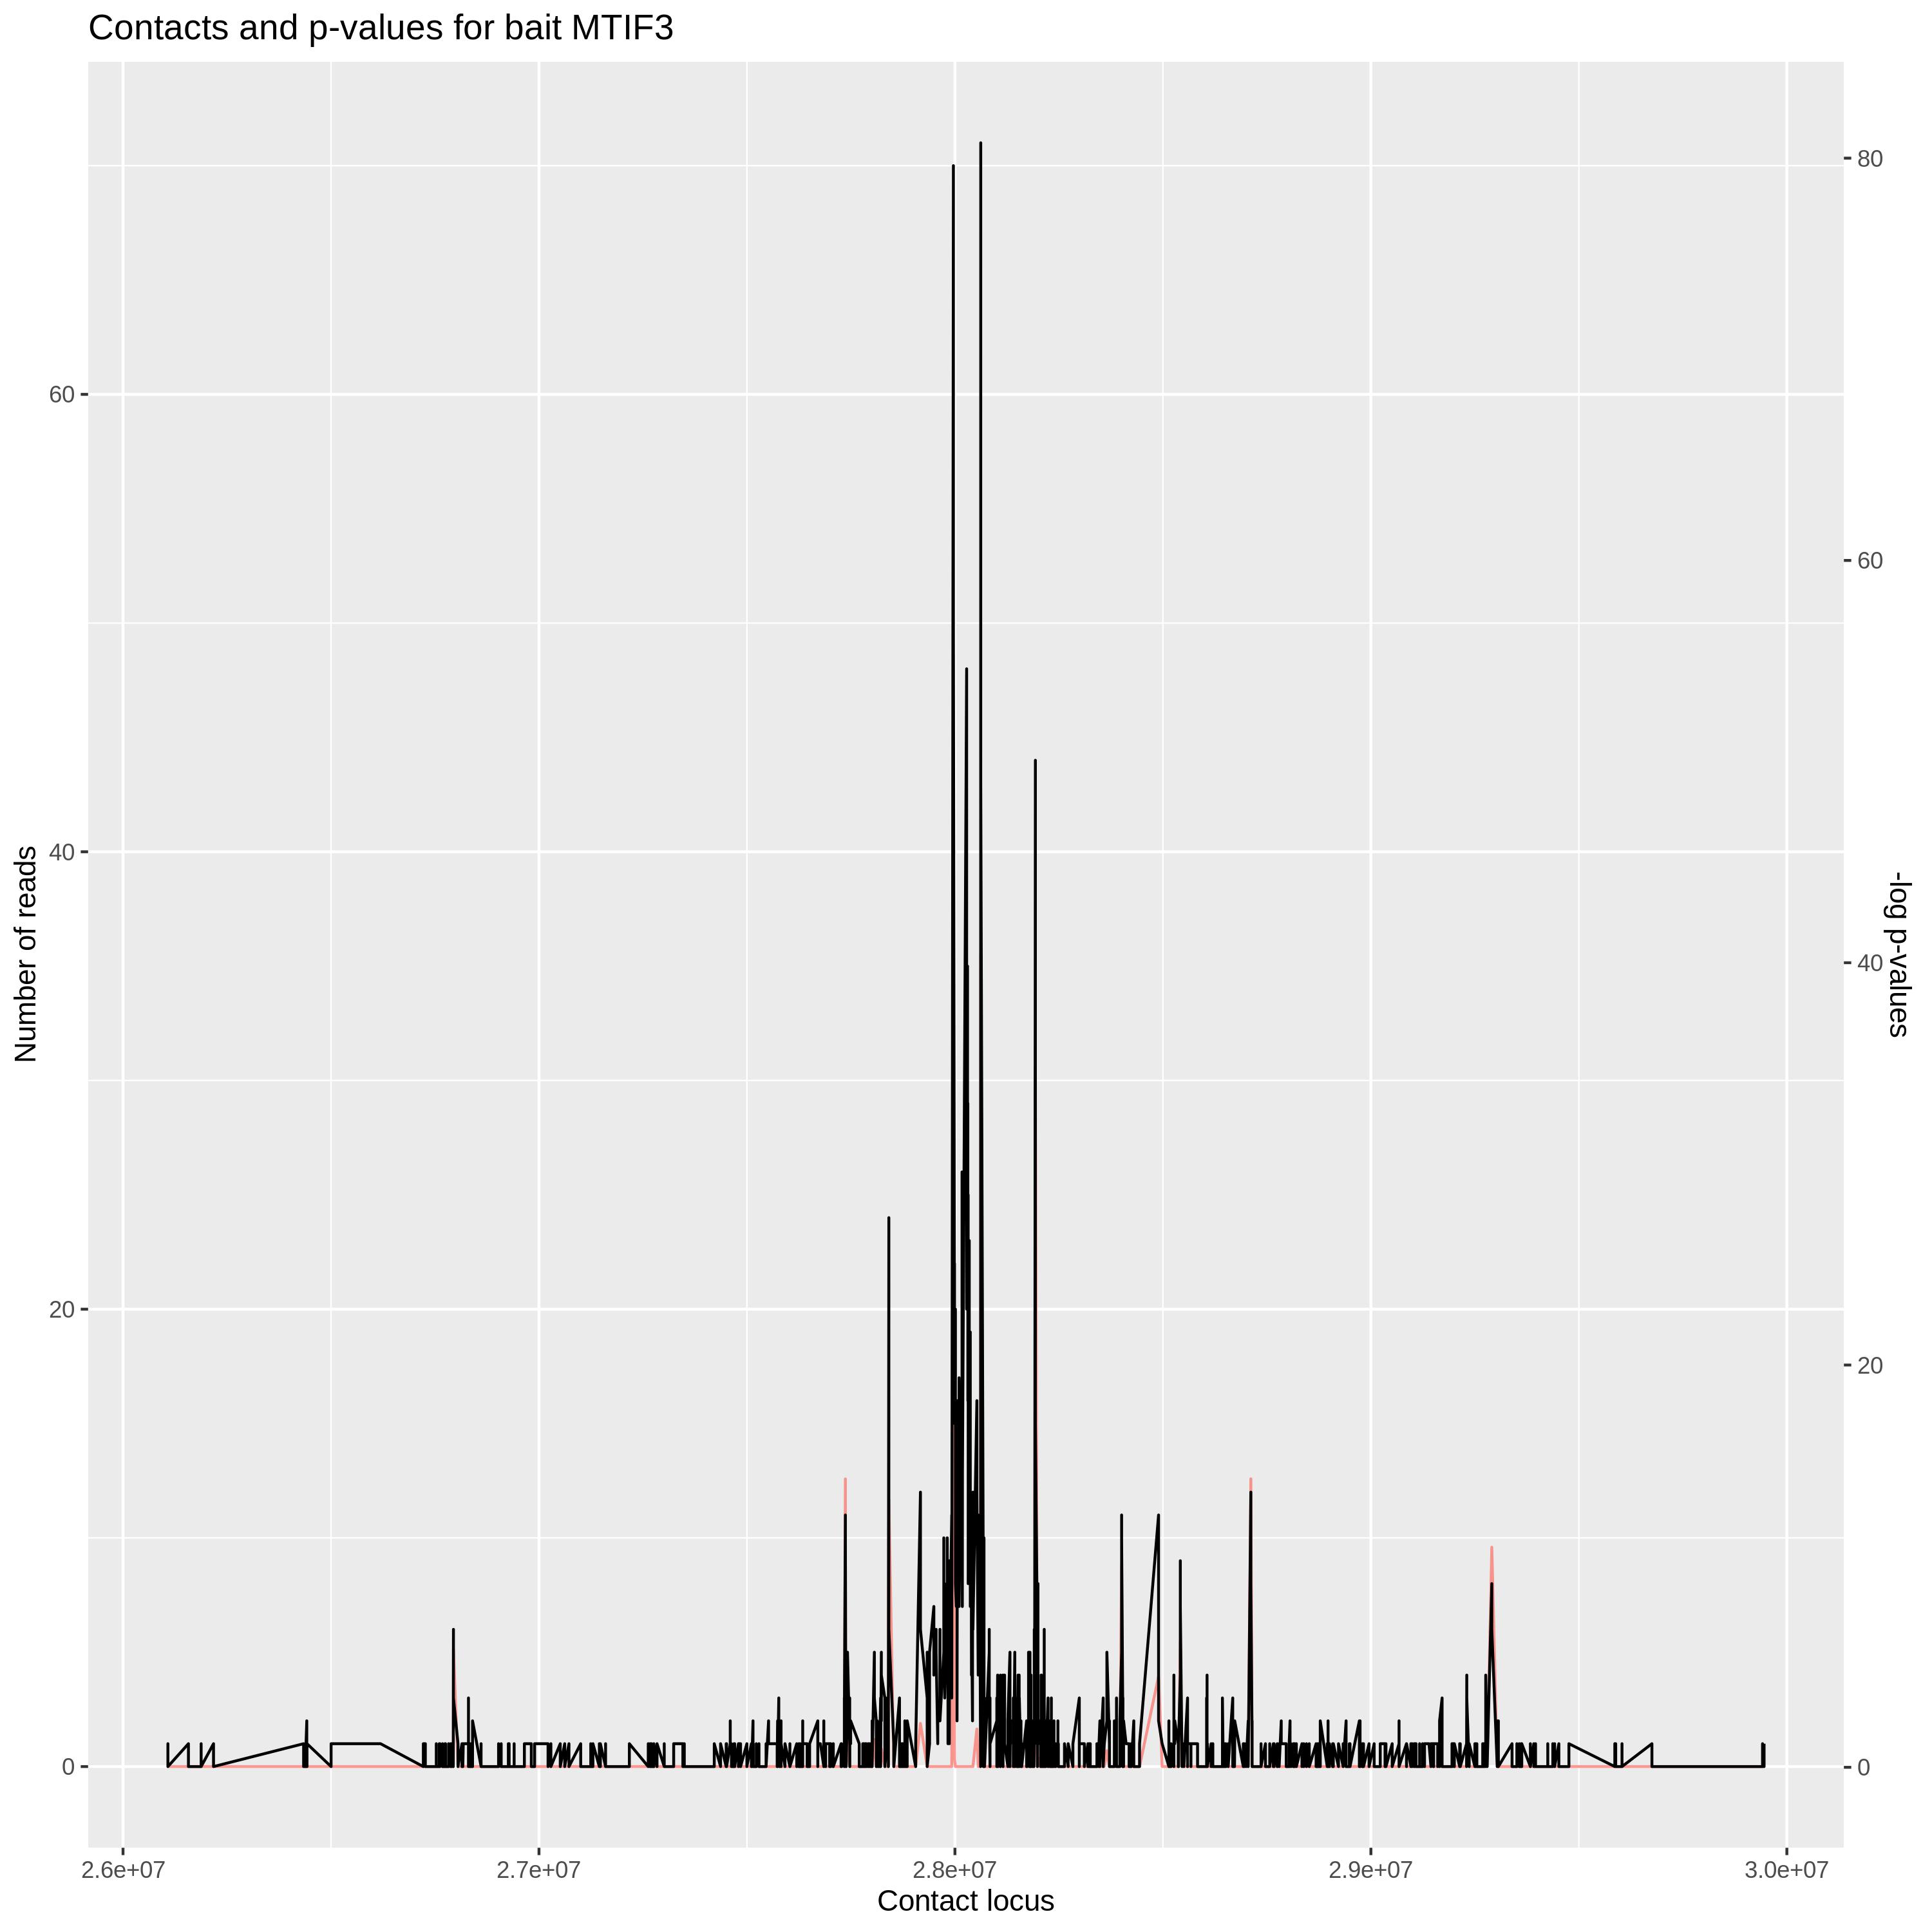 Contacts and p-values for bait MTIF3
Number of reads
60
40
20
0
80
60
40
20
0
-log p-values
2.6e+07 2.7e+07 2.8e+07 2.9e+07 3.0e+07
Contact locus